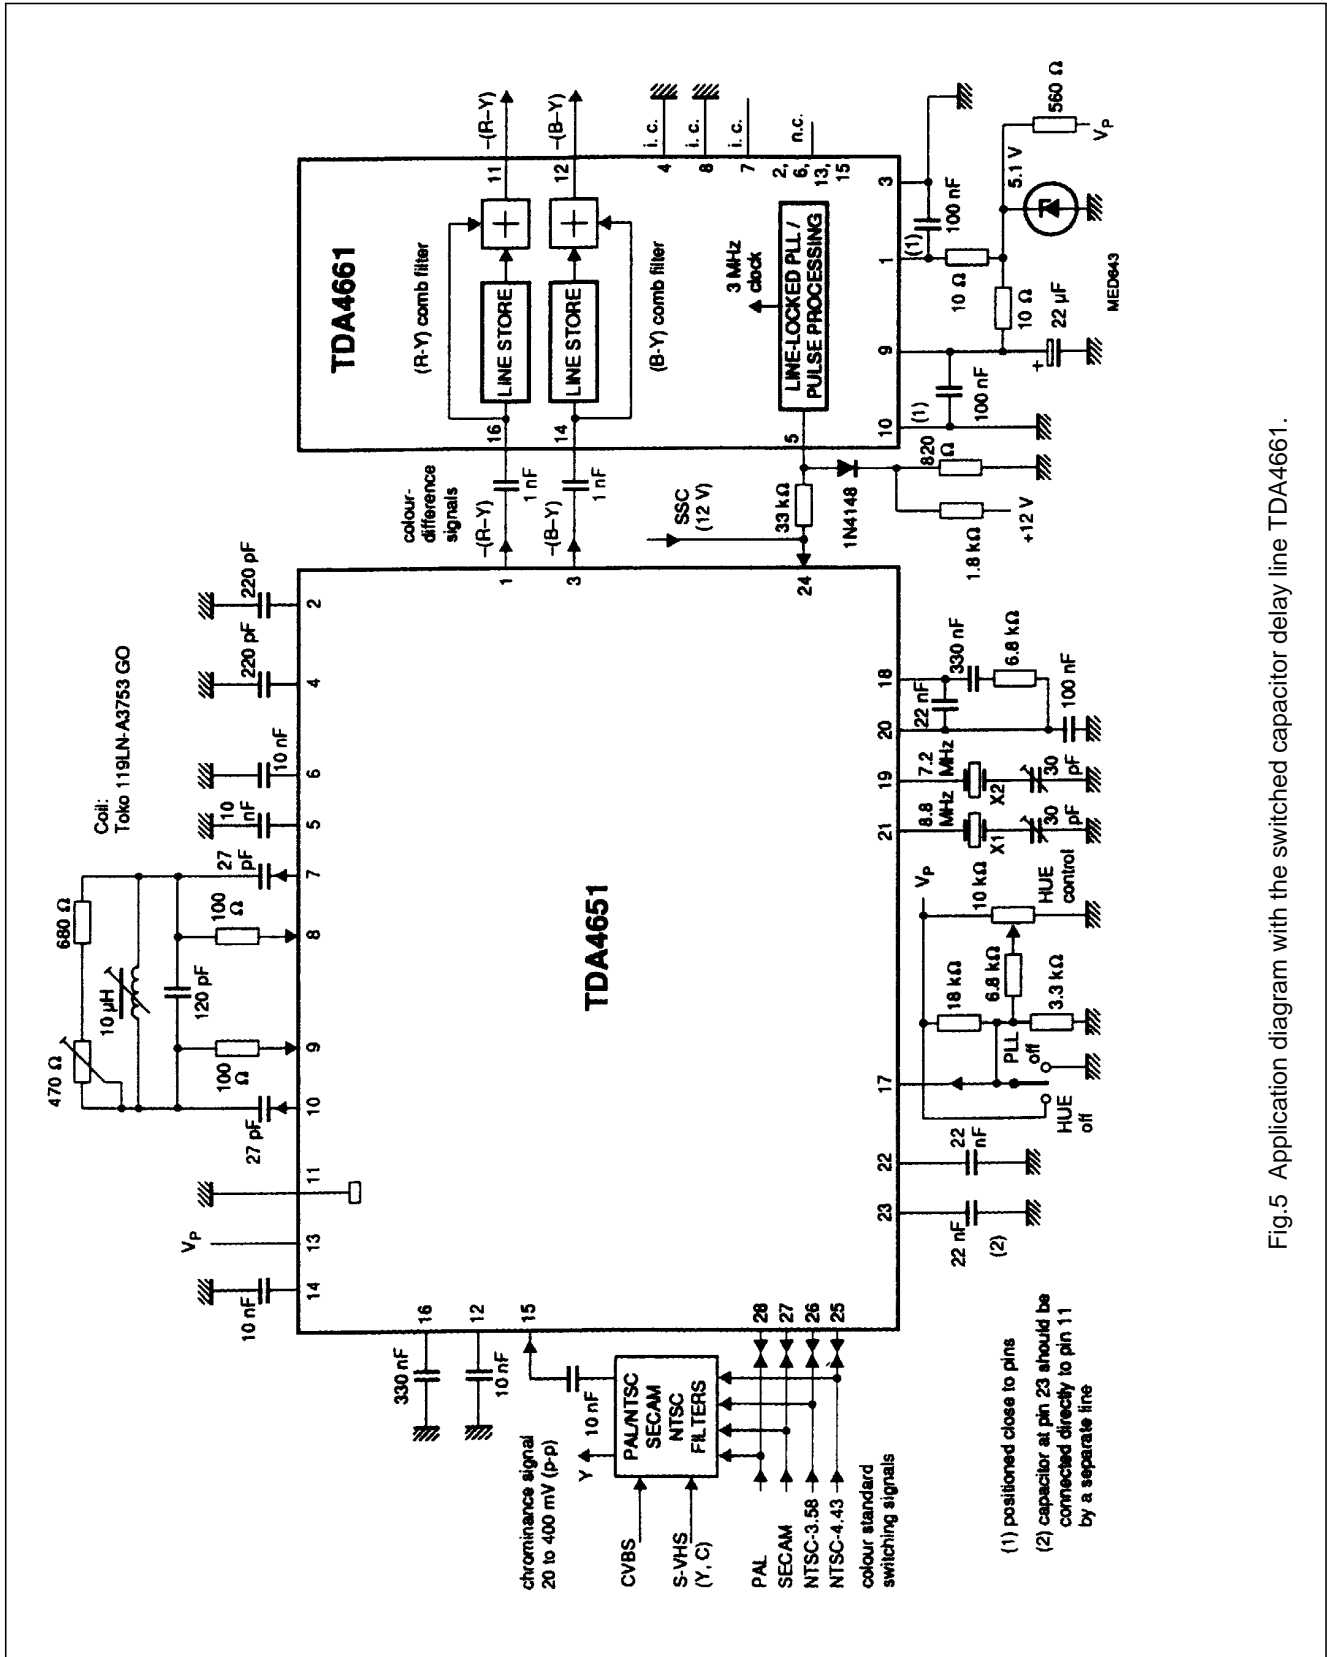 Coil:
Toko 119LN-A3753 GO
470 Ω
680 Ω
10 µH
120 pF
100
Ω
100
Ω
27 pF
27
pF
10
nF
10 nF
220 pF
220 pF
VP
10 nF
14
13
11
10
9
8
7
5
6
4
2
330 nF
16
10 nF
12
15
10 nF
chrominance signal
20 to 400 mV (p-p)
Y
CVBS
S-VHS
(Y, C)
PAL/NTSC
SECAM
NTSC
FILTERS
PAL
SECAM
NTSC-3.58
NTSC-4.43
28
27
26
25
colour standard
switching signals
TDA4651
1
3
24
colour-
difference
signals
–(R–Y)
–(B–Y)
1 nF
1 nF
SSC
(12 V)
33 kΩ
1N4148
820
Ω
1.8 kΩ
+12 V
TDA4661
(R-Y) comb filter
LINE STORE
+
16
11
–(R–Y)
LINE STORE
+
14
12
–(B–Y)
(B-Y) comb filter
3 MHz
clock
LINE-LOCKED PLL /
PULSE PROCESSING
5
4
i. c.
8
i. c.
7
i. c.
2,
6,
13,
15
n.c.
10
9
1
3
(1)
100 nF
(1)
100 nF
10 Ω
10 Ω
22 µF
+
5.1 V
560 Ω
VP
MED643
23
22
17
21
19
20
18
22 nF
(2)
22
nF
HUE
off
PLL
off
18 kΩ
6.8 kΩ
3.3 kΩ
VP
10 kΩ
HUE
control
8.8
MHz
X1
30
pF
7.2
MHz
X2
30
pF
22 nF
330 nF
6.8 kΩ
100 nF
(1) positioned close to pins
(2) capacitor at pin 23 should be
connected directly to pin 11
by a separate line
Fig.5 Application diagram with the switched capacitor delay line TDA4661.